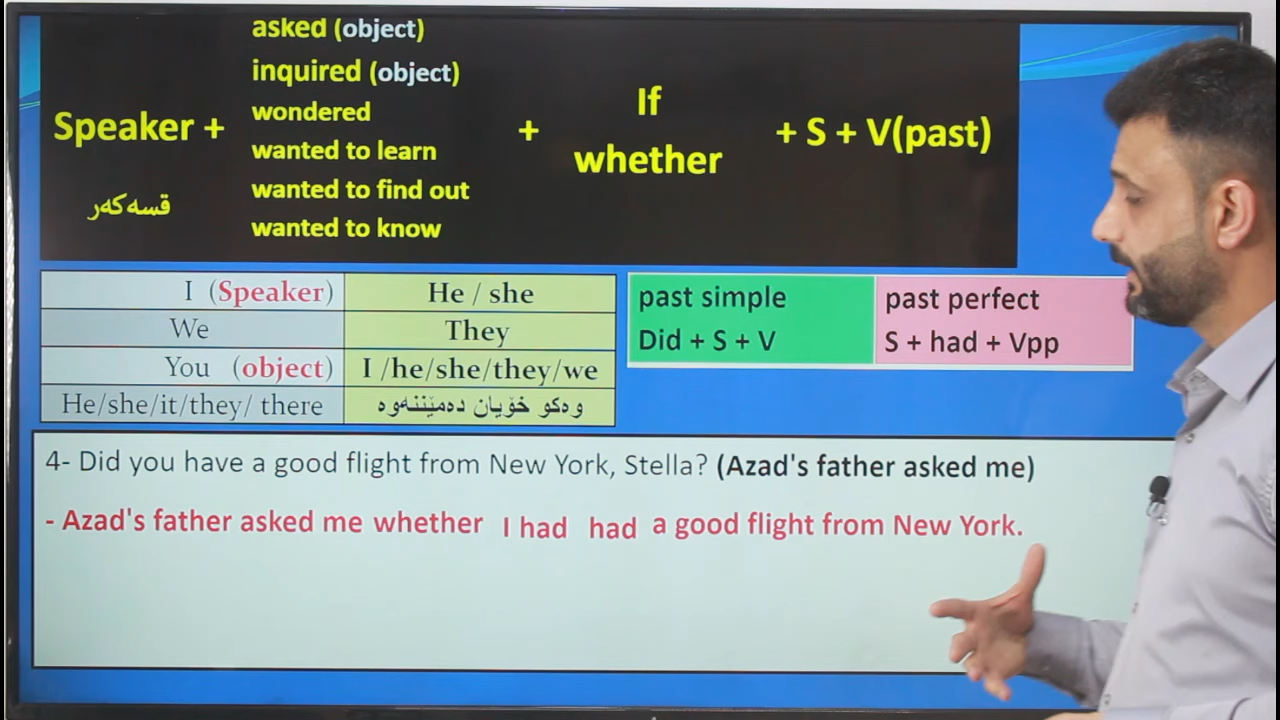 asked (object)
inquired (object)
wondered
wanted to learn
wanted to find out
wanted to know
Speaker +
قسەکەر
+
If
whether
+ S + V(past)
I (Speaker) He / she
We They
You (object) I /he/she/they/we
He/she/it/they/ there وەکو خۆیان دەمێننەوە
past simple
Did + S + V
past perfect
S + had + Vpp
4- Did you have a good flight from New York, Stella? (Azad's father asked me)
- Azad's father asked me whether I had had a good flight from New York.